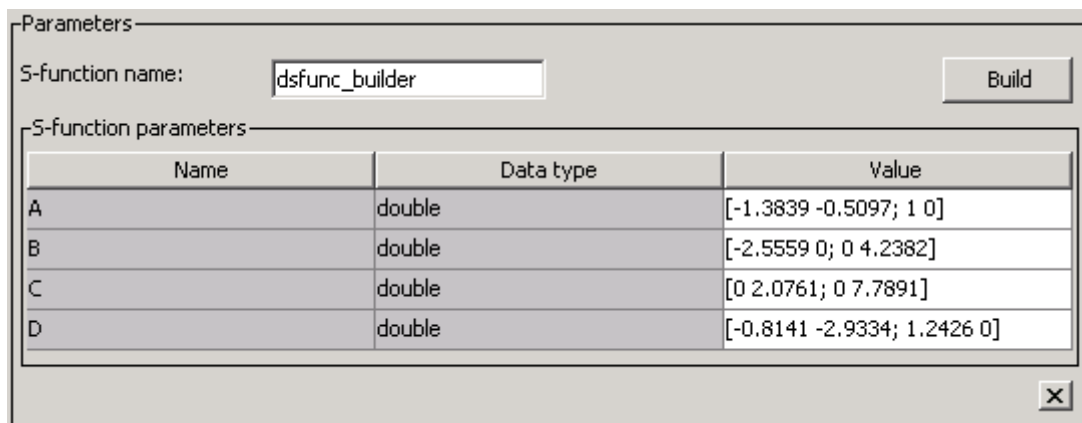 Parameters
S-function name: dsfunc_builder Build
S-function parameters
Name Data type Value
A double [-1.3839 -0.5097; 1 0]
B double [-2.5559 0; 0 4.2382]
C double [0 2.0761; 0 7.7891]
D double [-0.8141 -2.9334; 1.2426 0]